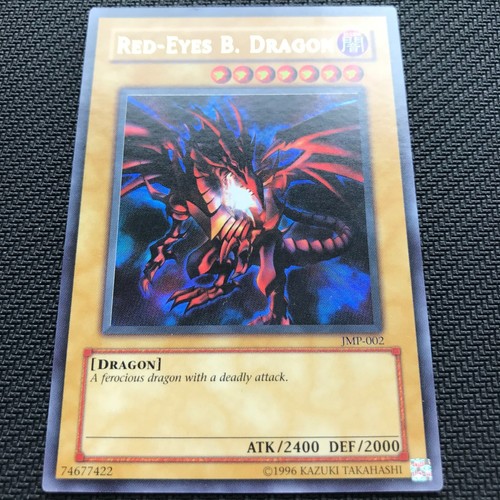 RED-EYES B. DRAGON 闇
JMP-002
[DRAGON]
A ferocious dragon with a deadly attack.
ATK/2400 DEF/2000
74677422 ©1996 KAZUKI TAKAHASHI